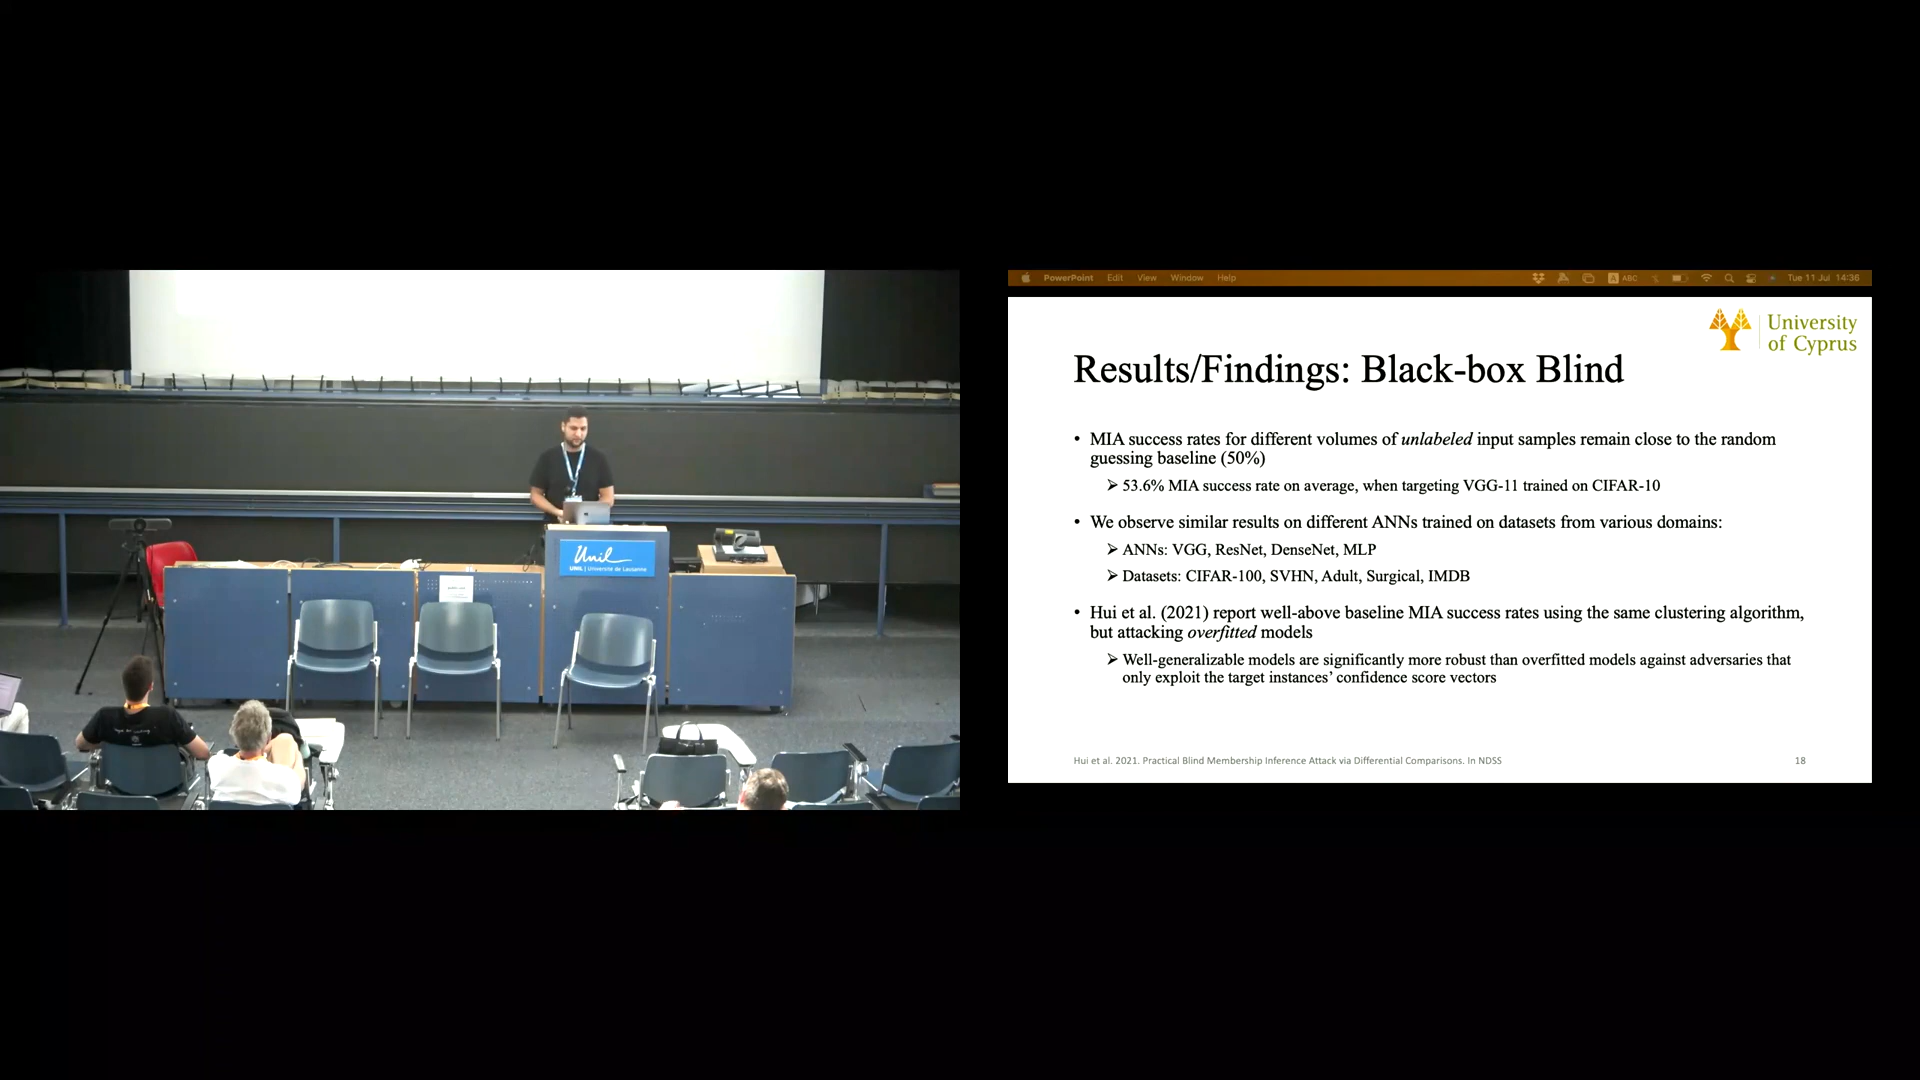 PowerPoint Edit View Window Help
ABC Tue 11 Jul 14:36
University
of Cyprus
Results/Findings: Black-box Blind
• MIA success rates for different volumes of unlabeled input samples remain close to the random
guessing baseline (50%)
➢ 53.6% MIA success rate on average, when targeting VGG-11 trained on CIFAR-10
• We observe similar results on different ANNs trained on datasets from various domains:
➢ ANNs: VGG, ResNet, DenseNet, MLP
➢ Datasets: CIFAR-100, SVHN, Adult, Surgical, IMDB
• Hui et al. (2021) report well-above baseline MIA success rates using the same clustering algorithm,
but attacking overfitted models
➢ Well-generalizable models are significantly more robust than overfitted models against adversaries that
only exploit the target instances' confidence score vectors
Hui et al. 2021. Practical Blind Membership Inference Attack via Differential Comparisons. In NDSS
18
Unil
UNIL | Université de Lausanne